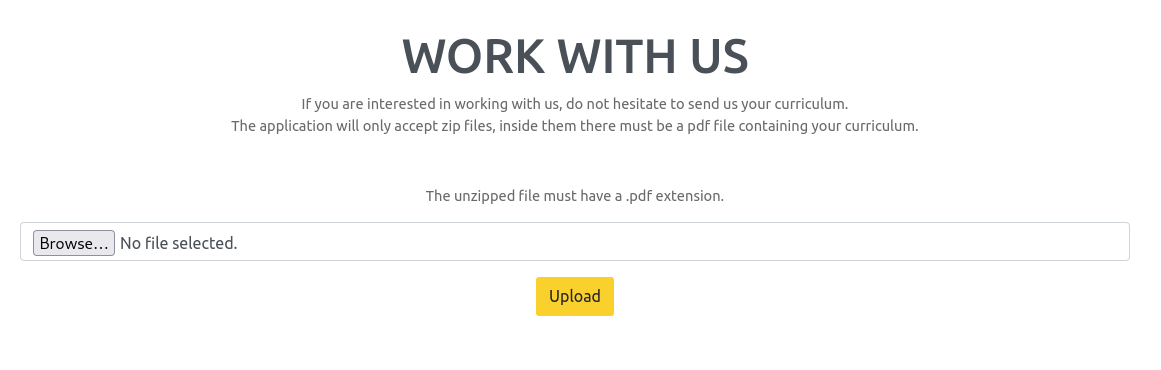 WORK WITH US
If you are interested in working with us, do not hesitate to send us your curriculum.
The application will only accept zip files, inside them there must be a pdf file containing your curriculum.
The unzipped file must have a .pdf extension.
Browse... No file selected.
Upload